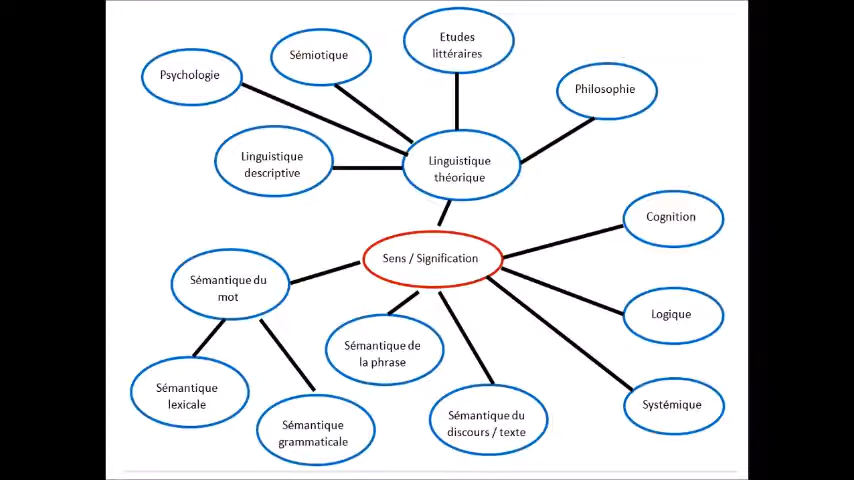 Etudes
littéraires
Sémiotique
Psychologie
Philosophie
Linguistique
descriptive
Linguistique
théorique
Cognition
Sens / Signification
Sémantique du
mot
Logique
Sémantique de
la phrase
Sémantique
lexicale
Systémique
Sémantique du
discours / texte
Sémantique
grammaticale